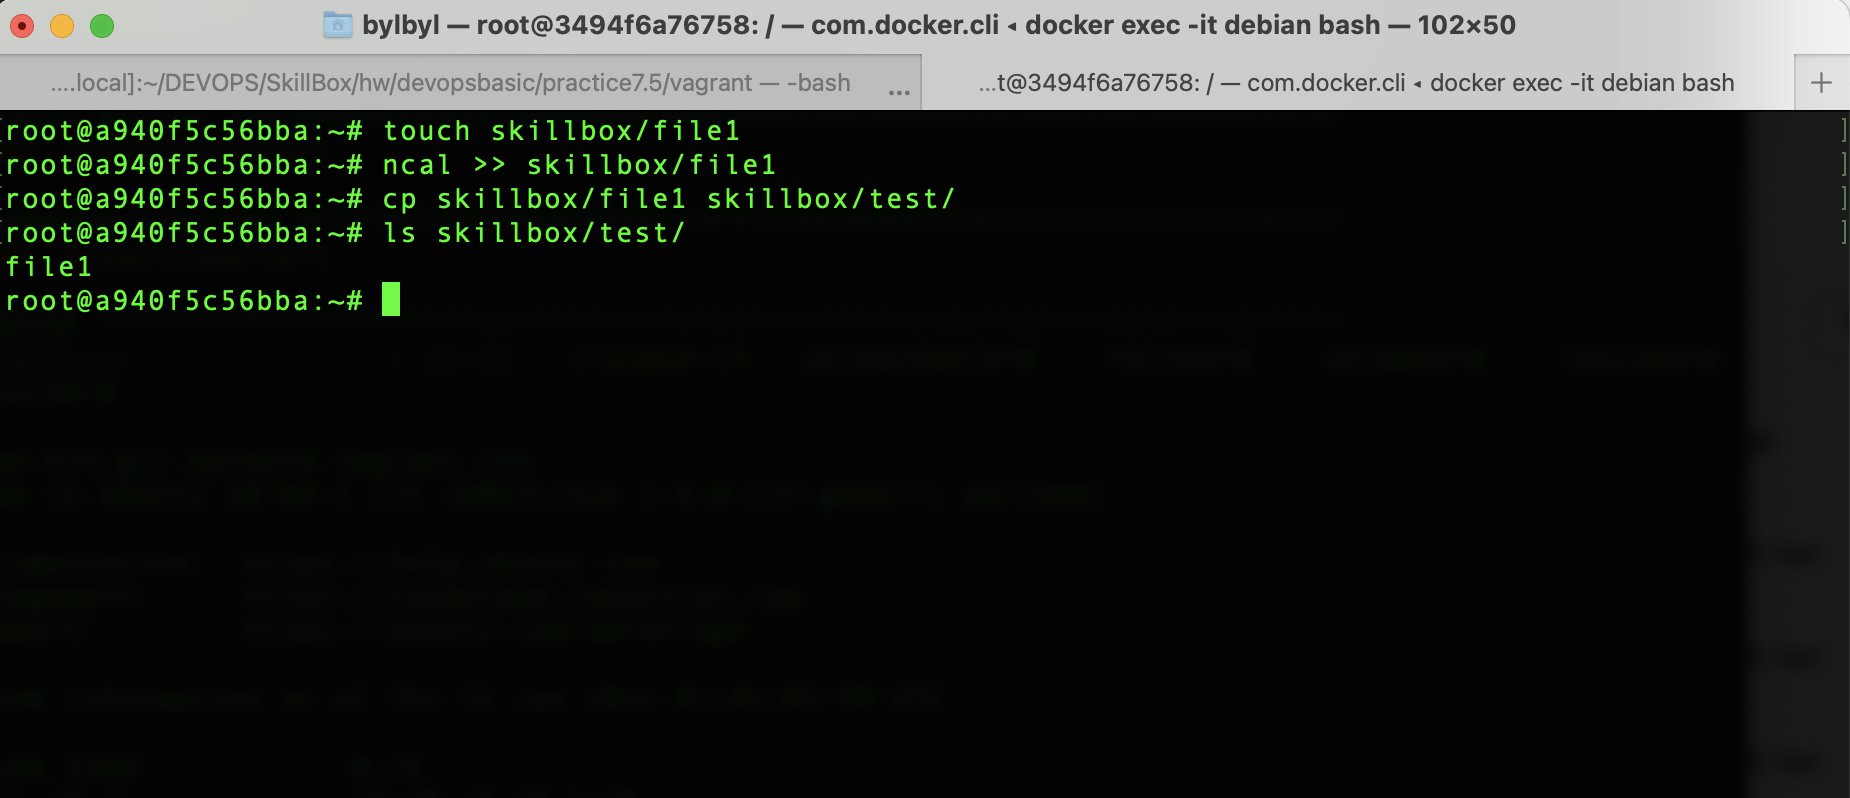 bylbyl — root@3494f6a76758: / — com.docker.cli ◂ docker exec -it debian bash — 102×50
....local]:~/DEVOPS/SkillBox/hw/devopsbasic/practice7.5/vagrant — -bash ...
...t@3494f6a76758: / — com.docker.cli ◂ docker exec -it debian bash +
[root@a940f5c56bba:~# touch skillbox/file1 ]
[root@a940f5c56bba:~# ncal >> skillbox/file1 ]
[root@a940f5c56bba:~# cp skillbox/file1 skillbox/test/ ]
[root@a940f5c56bba:~# ls skillbox/test/ ]
file1
root@a940f5c56bba:~#